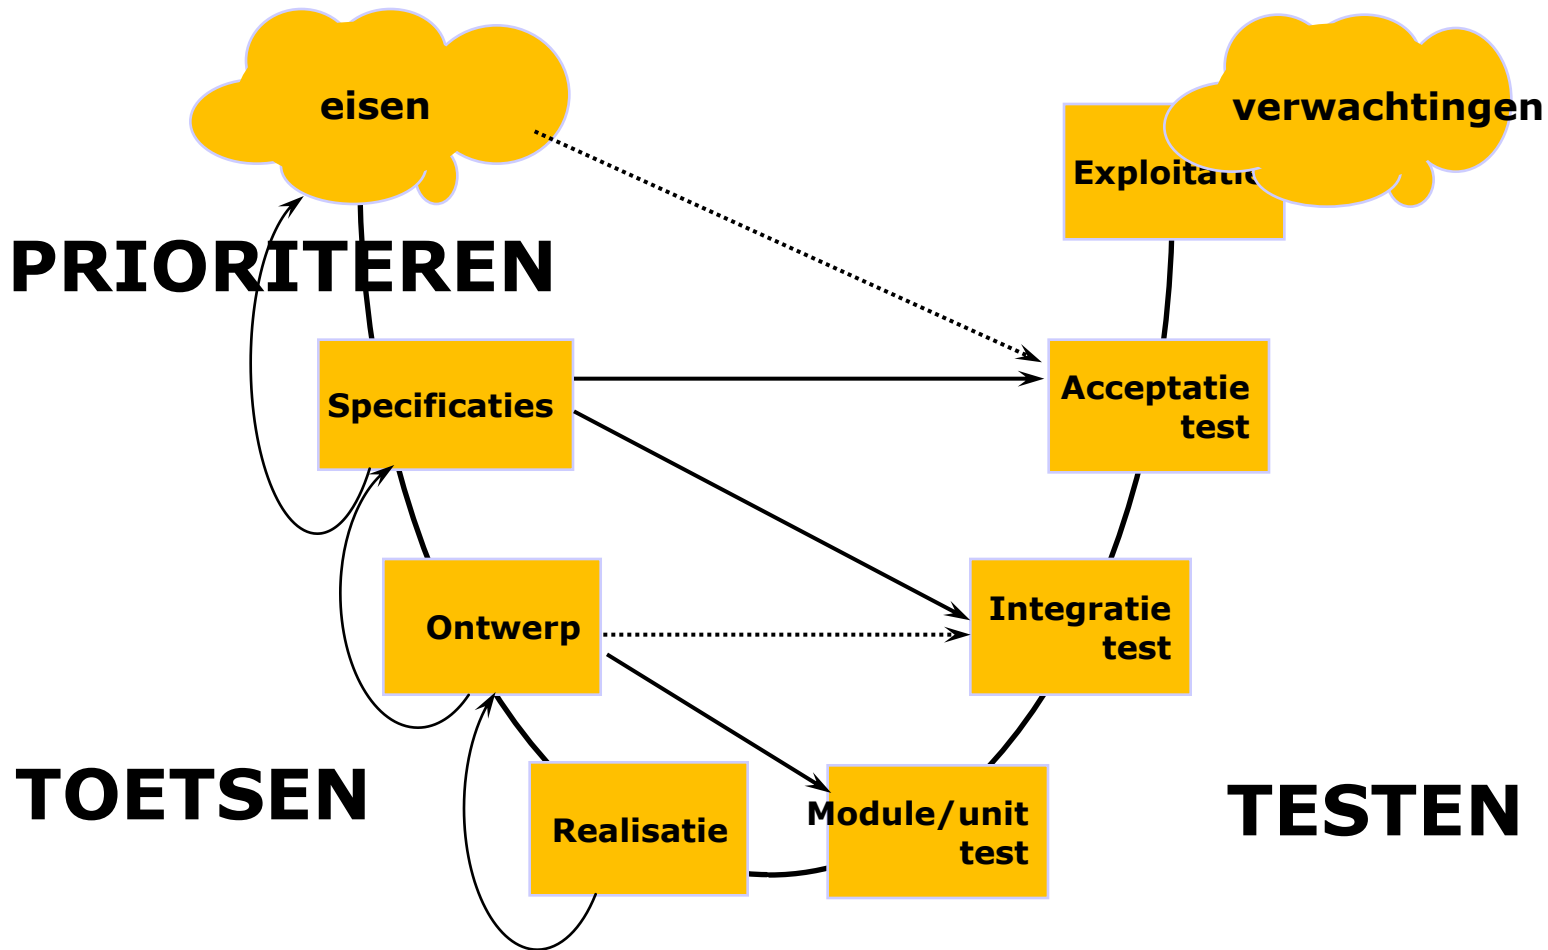 eisen
verwachtingen
Exploitatie
PRIORITEREN
Specificaties
Acceptatie
test
Ontwerp
Integratie
test
TOETSEN
TESTEN
Realisatie
Module/unit
test